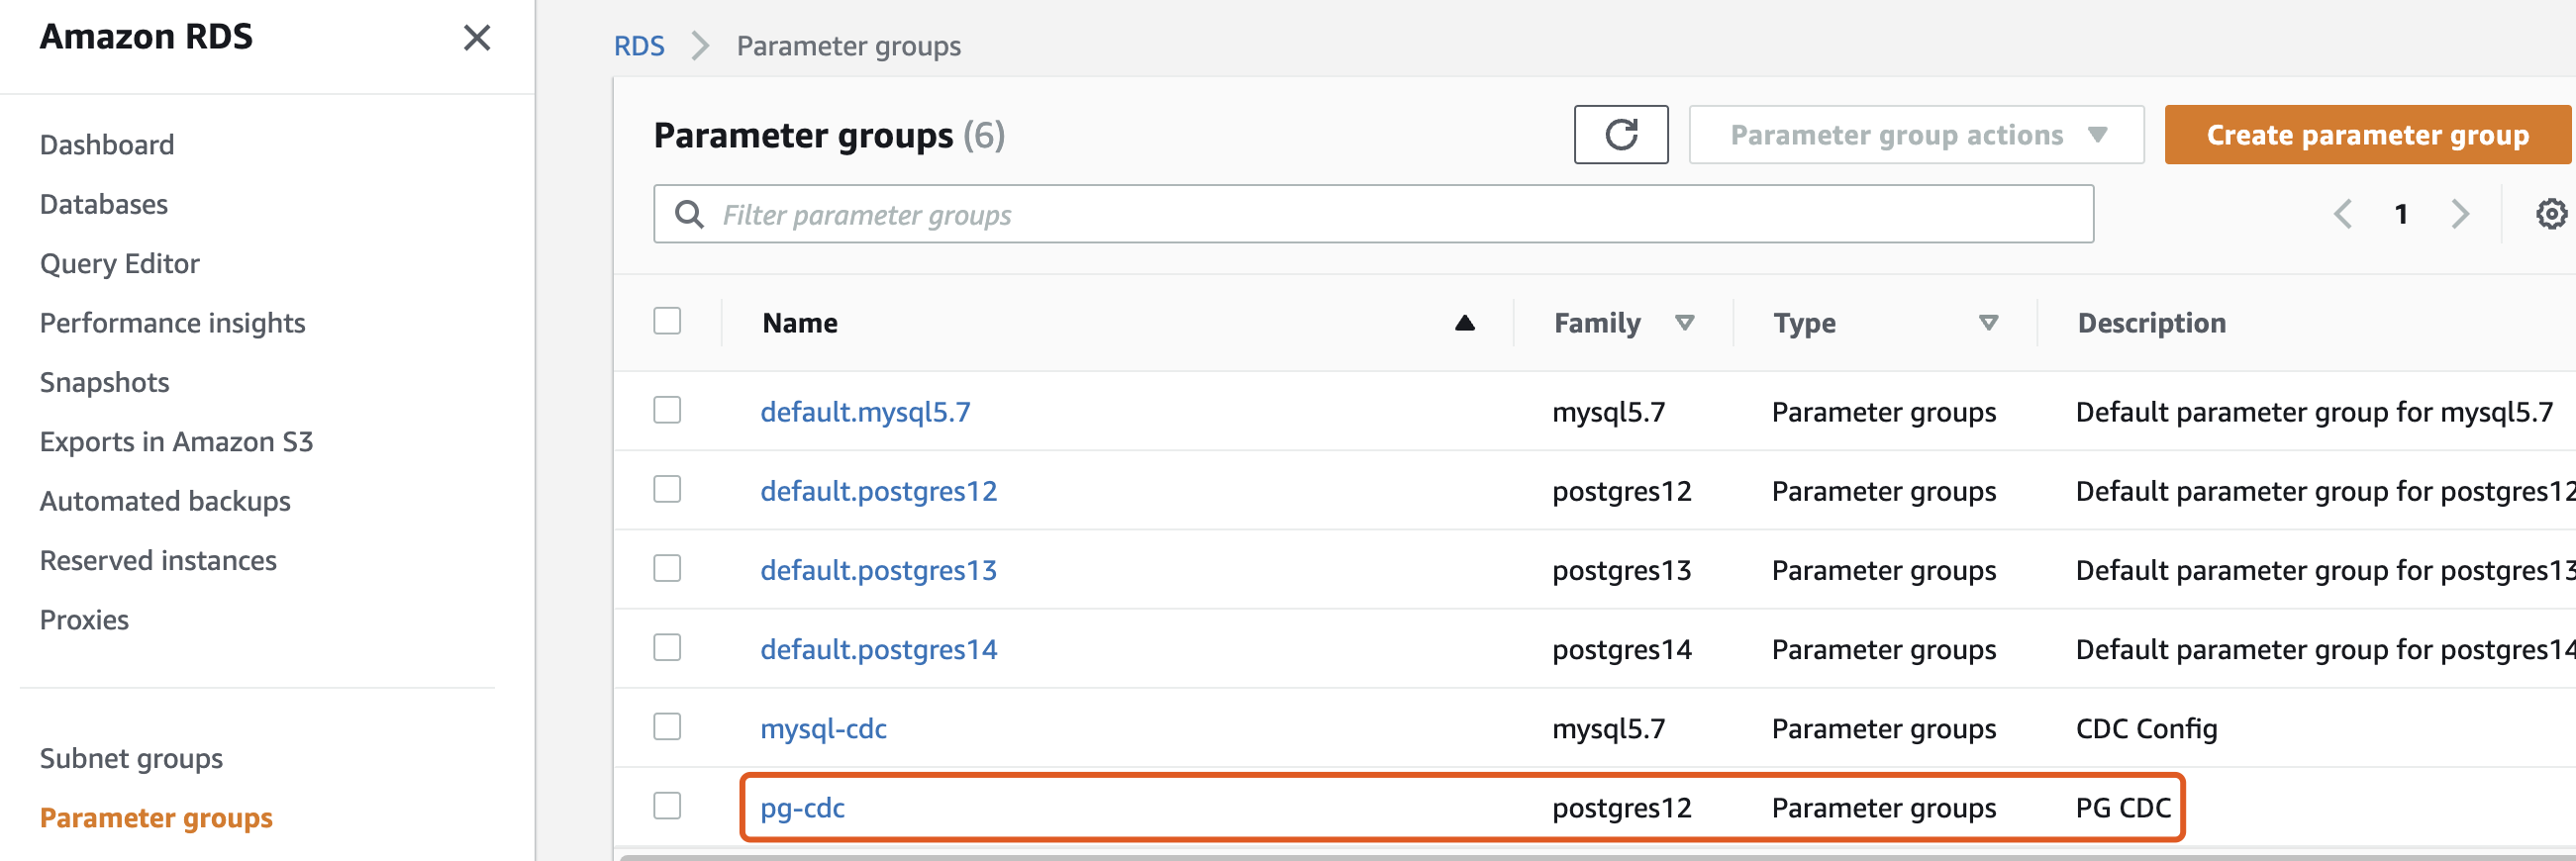 Amazon RDS
Dashboard
Databases
Query Editor
Performance insights
Snapshots
Exports in Amazon S3
Automated backups
Reserved instances
Proxies
Subnet groups
Parameter groups
RDS > Parameter groups
Parameter groups (6)
Parameter group actions
Create parameter group
Filter parameter groups
1
Name Family Type Description
default.mysql5.7 mysql5.7 Parameter groups Default parameter group for mysql5.7
default.postgres12 postgres12 Parameter groups Default parameter group for postgres12
default.postgres13 postgres13 Parameter groups Default parameter group for postgres13
default.postgres14 postgres14 Parameter groups Default parameter group for postgres14
mysql-cdc mysql5.7 Parameter groups CDC Config
pg-cdc postgres12 Parameter groups PG CDC